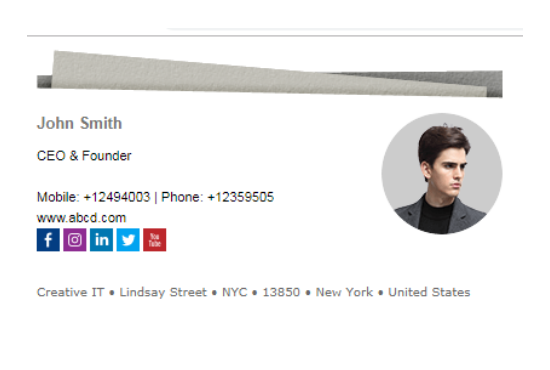 John Smith
CEO & Founder
Mobile: +12494003 | Phone: +12359505
www.abcd.com
f in You Tube
Creative IT • Lindsay Street • NYC • 13850 • New York • United States